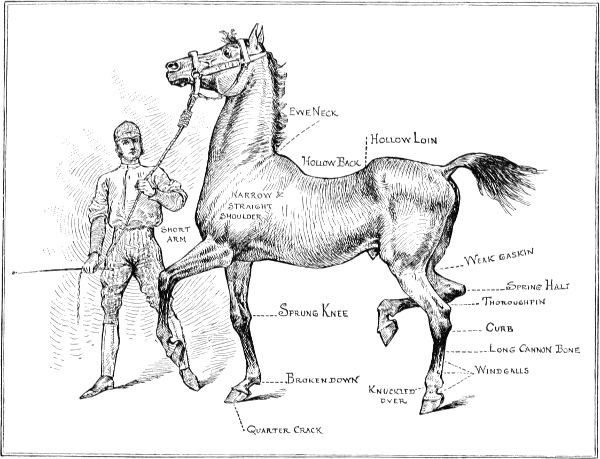 Ewe Neck
Hollow Loin
Hollow Back
Narrow &
Straight
Shoulder
Short
Arm
Weak Gaskin
Spring Halt
Thoroughpin
Sprung Knee
Curb
Long Cannon Bone
Windgalls
Broken down
Knuckled
over
Quarter Crack